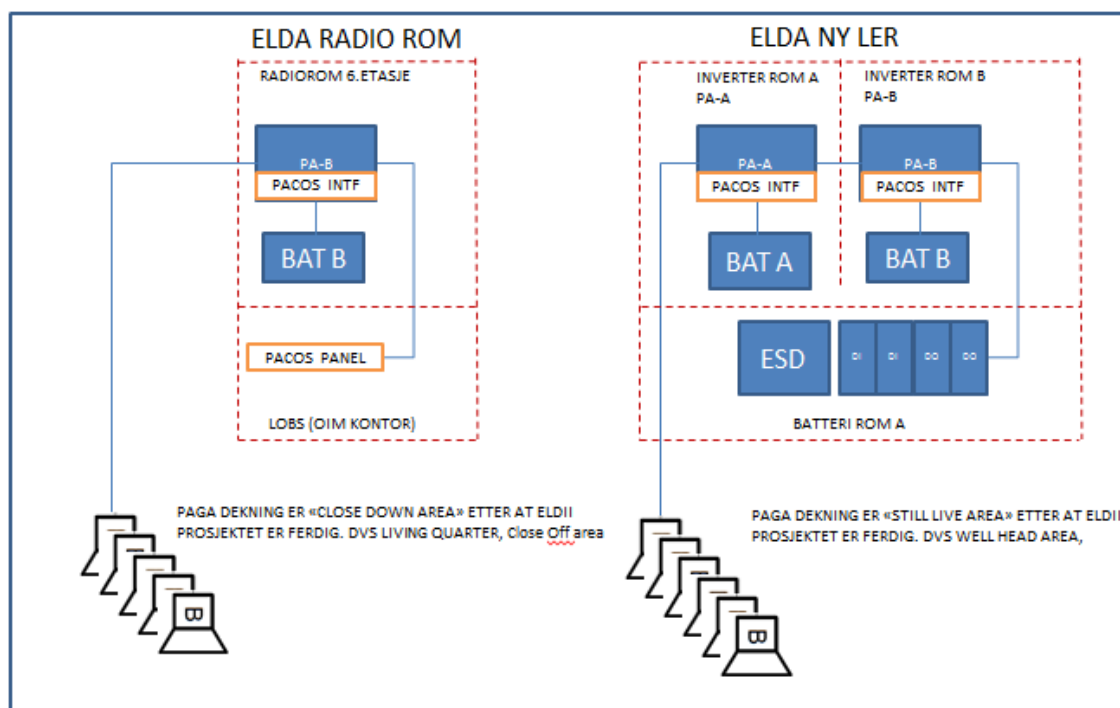 ELDA RADIO ROM
RADIOROM 6.ETASJE
PA-B
PACOS INTF
BAT B
PACOS PANEL
LOBS (OIM KONTOR)
PAGA DEKNING ER «CLOSE DOWN AREA» ETTER AT ELDII
PROSJEKTET ER FERDIG. DVS LIVING QUARTER, Close Off area
B
ELDA NY LER
INVERTER ROM A
PA-A
INVERTER ROM B
PA-B
PA-A
PACOS INTF
PA-B
PACOS INTF
BAT A
BAT B
ESD
DI
DI
DO
DO
BATTERI ROM A
PAGA DEKNING ER «STILL LIVE AREA» ETTER AT ELDII
PROSJEKTET ER FERDIG. DVS WELL HEAD AREA,
B